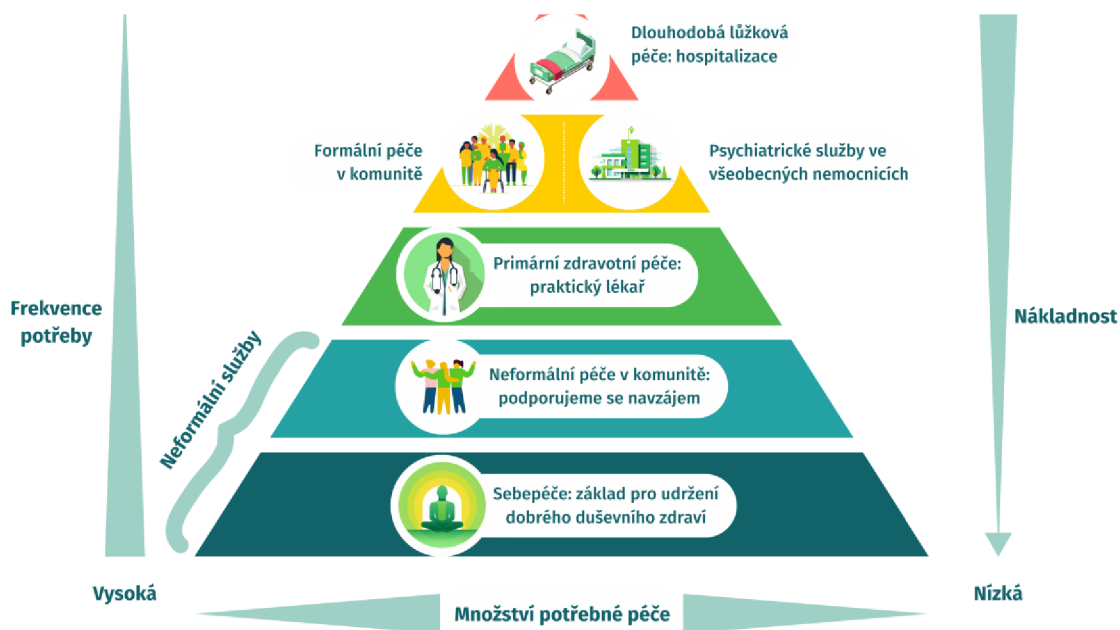 Dlouhodobá lůžková
péče: hospitalizace
Formální péče
v komunitě
Psychiatrické služby ve
všeobecných nemocnicích
Primární zdravotní péče:
praktický lékař
Frekvence
potřeby
Nákladnost
Neformální služby
Neformální péče v komunitě:
podporujeme se navzájem
Sebepéče: základ pro udržení
dobrého duševního zdraví
Vysoká
Nízká
Množství potřebné péče